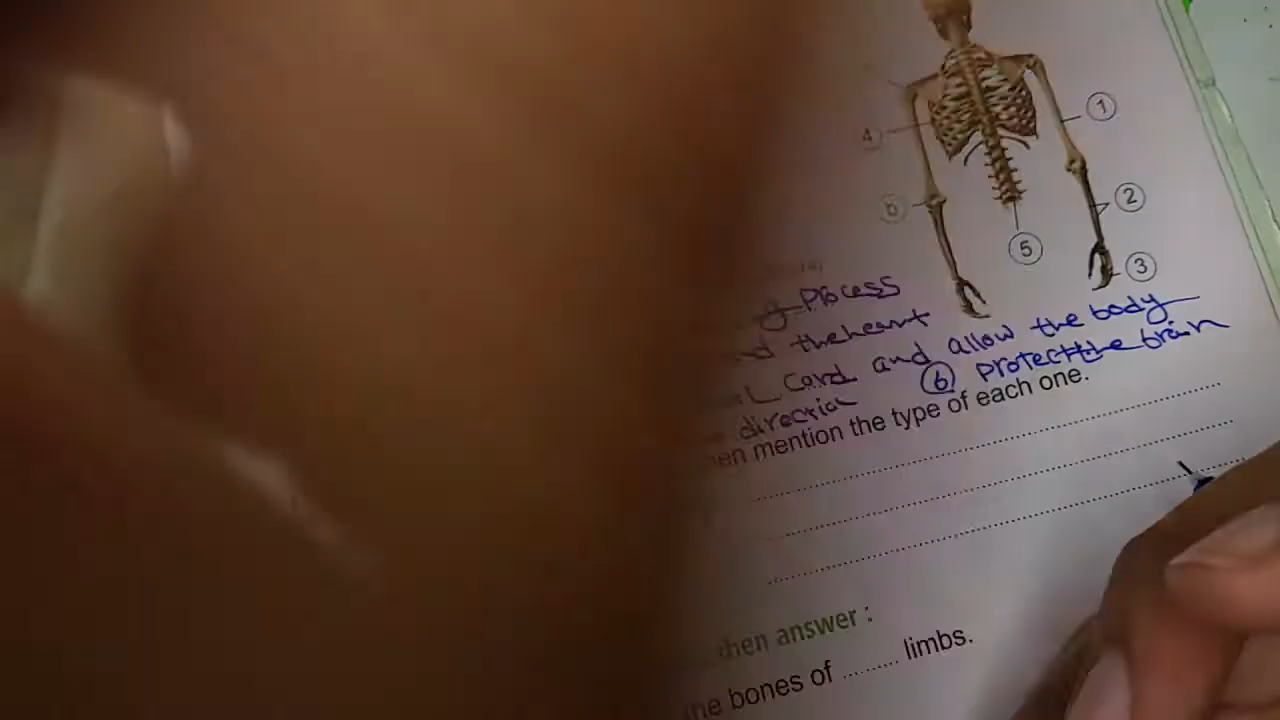 ①
4
②
6
⑤
③
Process
the heart
Cord and allow the body
direction ⑥ Protect the brain
mention the type of each one.
then answer :
the bones of .......... limbs.